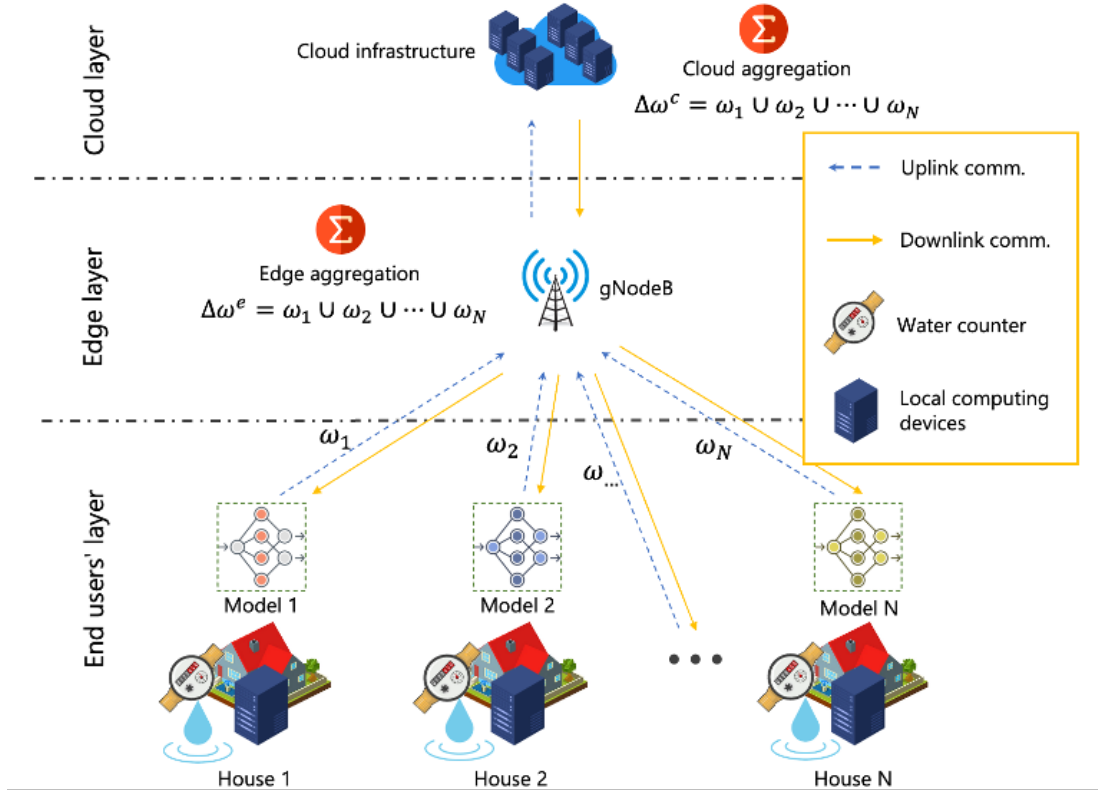 Cloud layer
Cloud infrastructure
Σ
Cloud aggregation
Δω^c = ω_1 ∪ ω_2 ∪ ⋯ ∪ ω_N
Uplink comm.
Downlink comm.
Water counter
Local computing
devices
Edge layer
Σ
Edge aggregation
Δω^e = ω_1 ∪ ω_2 ∪ ⋯ ∪ ω_N
gNodeB
End users' layer
ω_1
ω_2
ω_...
ω_N
Model 1
Model 2
Model N
House 1
House 2
House N